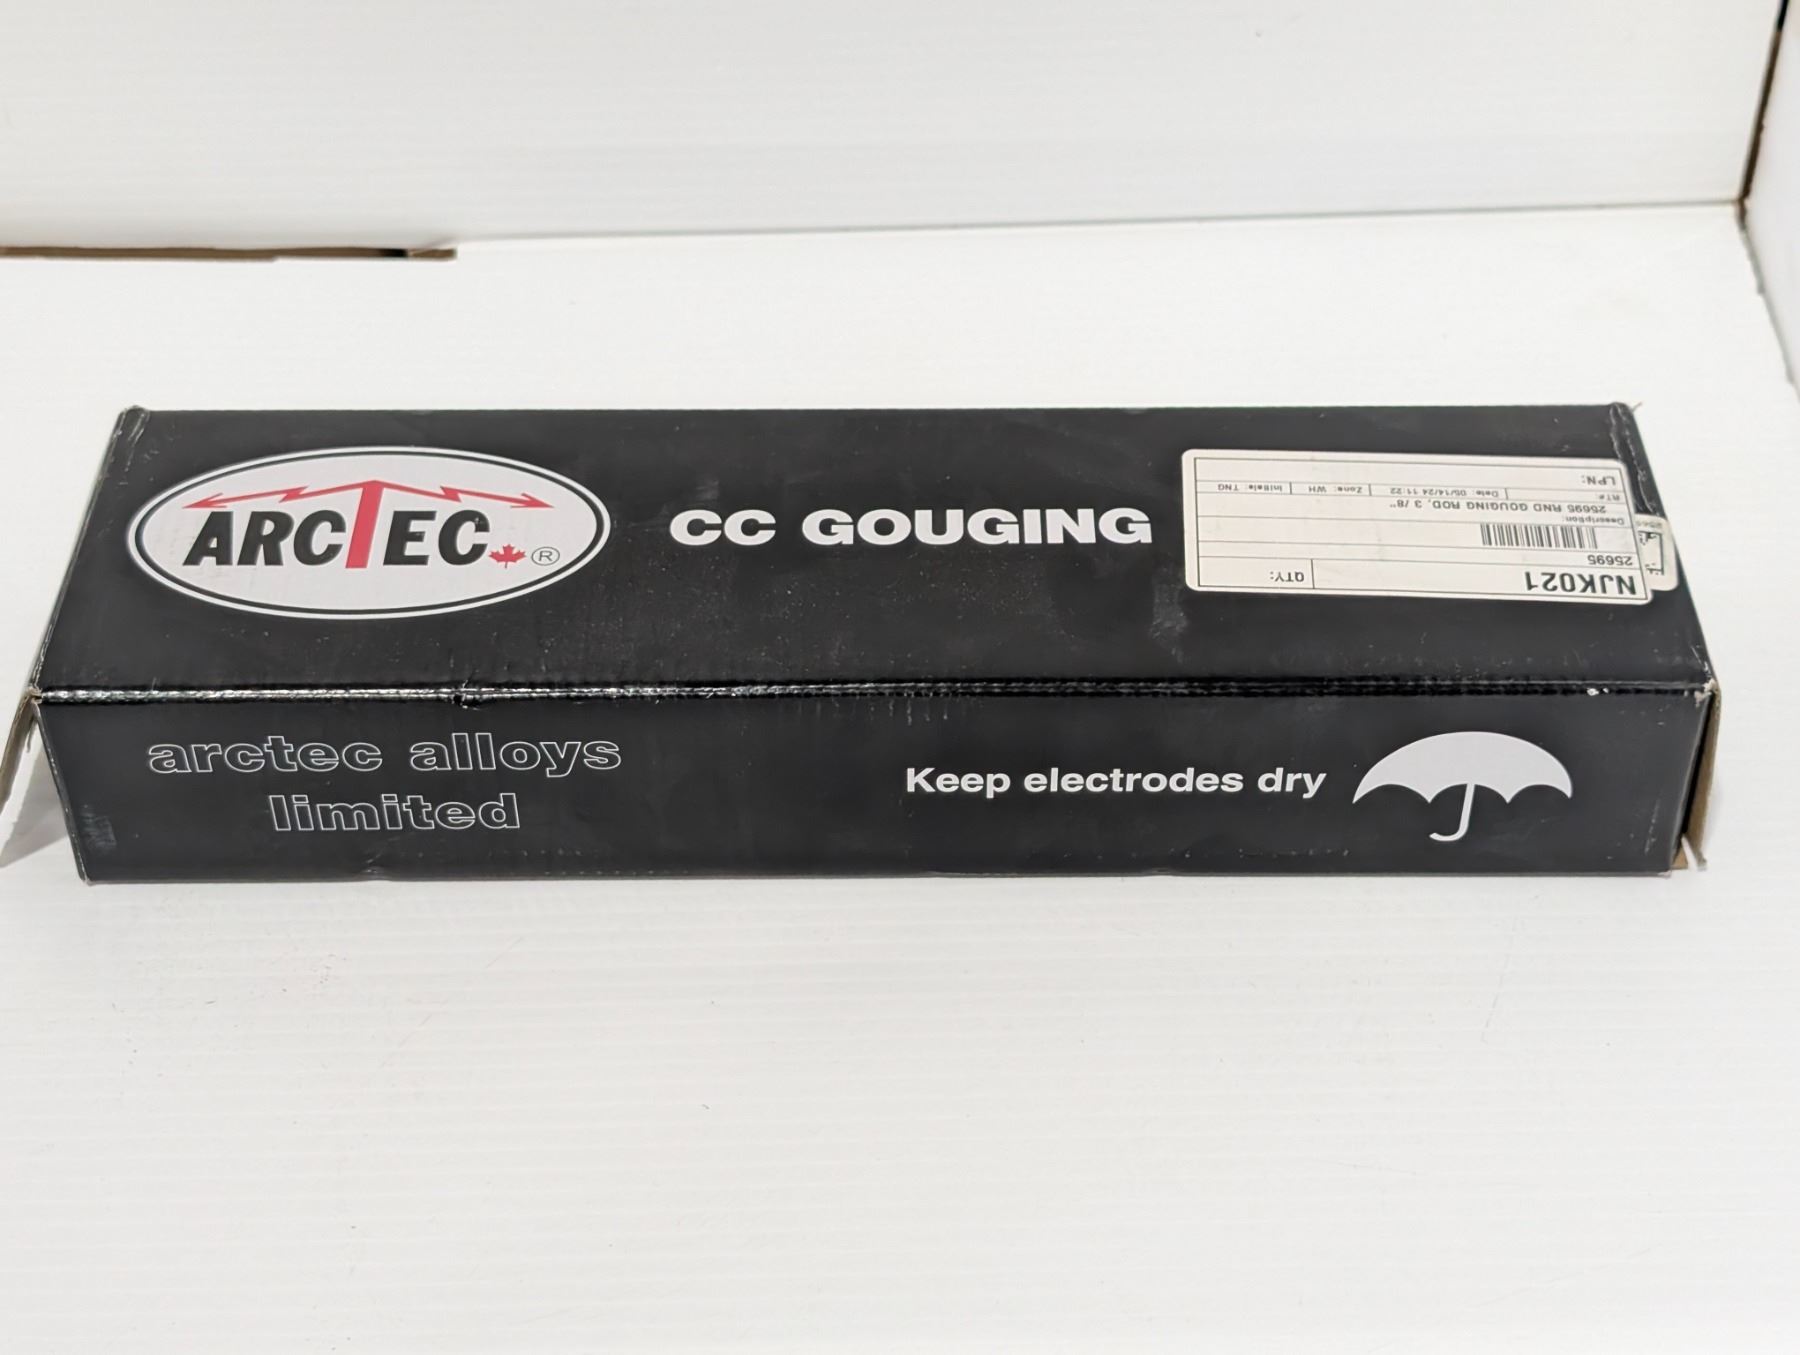 ARCTEC ®
CC GOUGING
NJK021
QTY:
25695
Description:
25695 RND GOUGING ROD, 3 /8"
RT#:
Date: 05/14/24 11:22
Zone: WH
Initials: TNG
LPN:
arctec alloys
limited
Keep electrodes dry